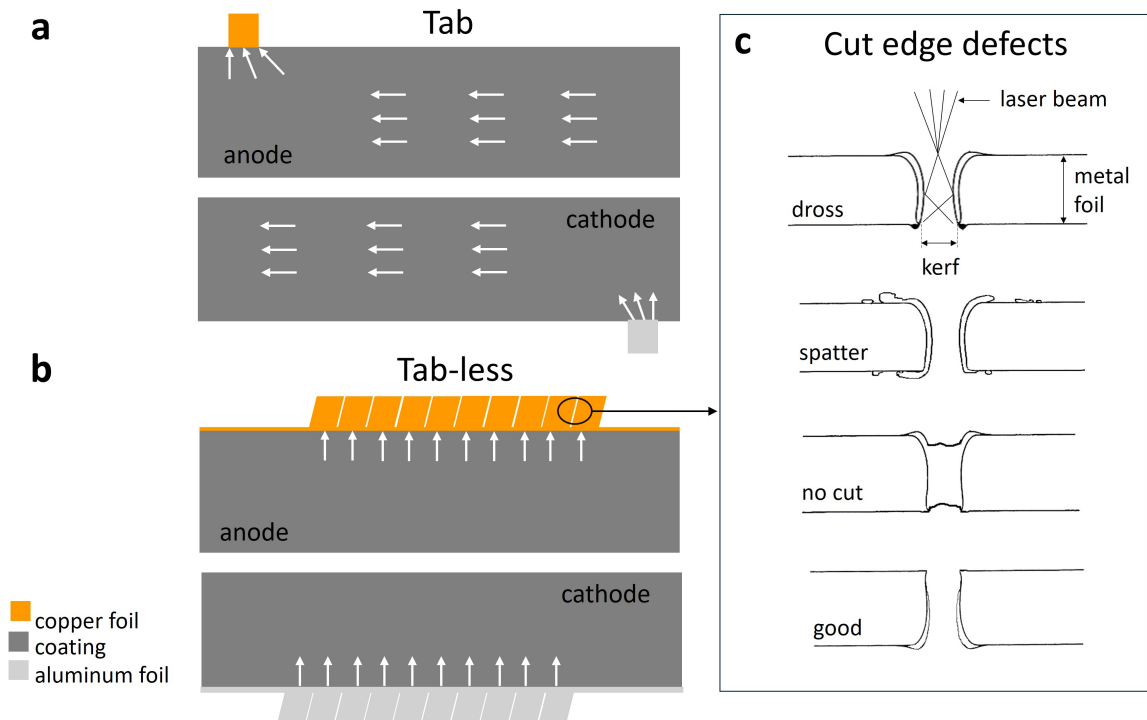 a
Tab
anode
cathode
b
Tab-less
anode
cathode
copper foil
coating
aluminum foil
c
Cut edge defects
laser beam
metal
foil
dross
kerf
spatter
no cut
good